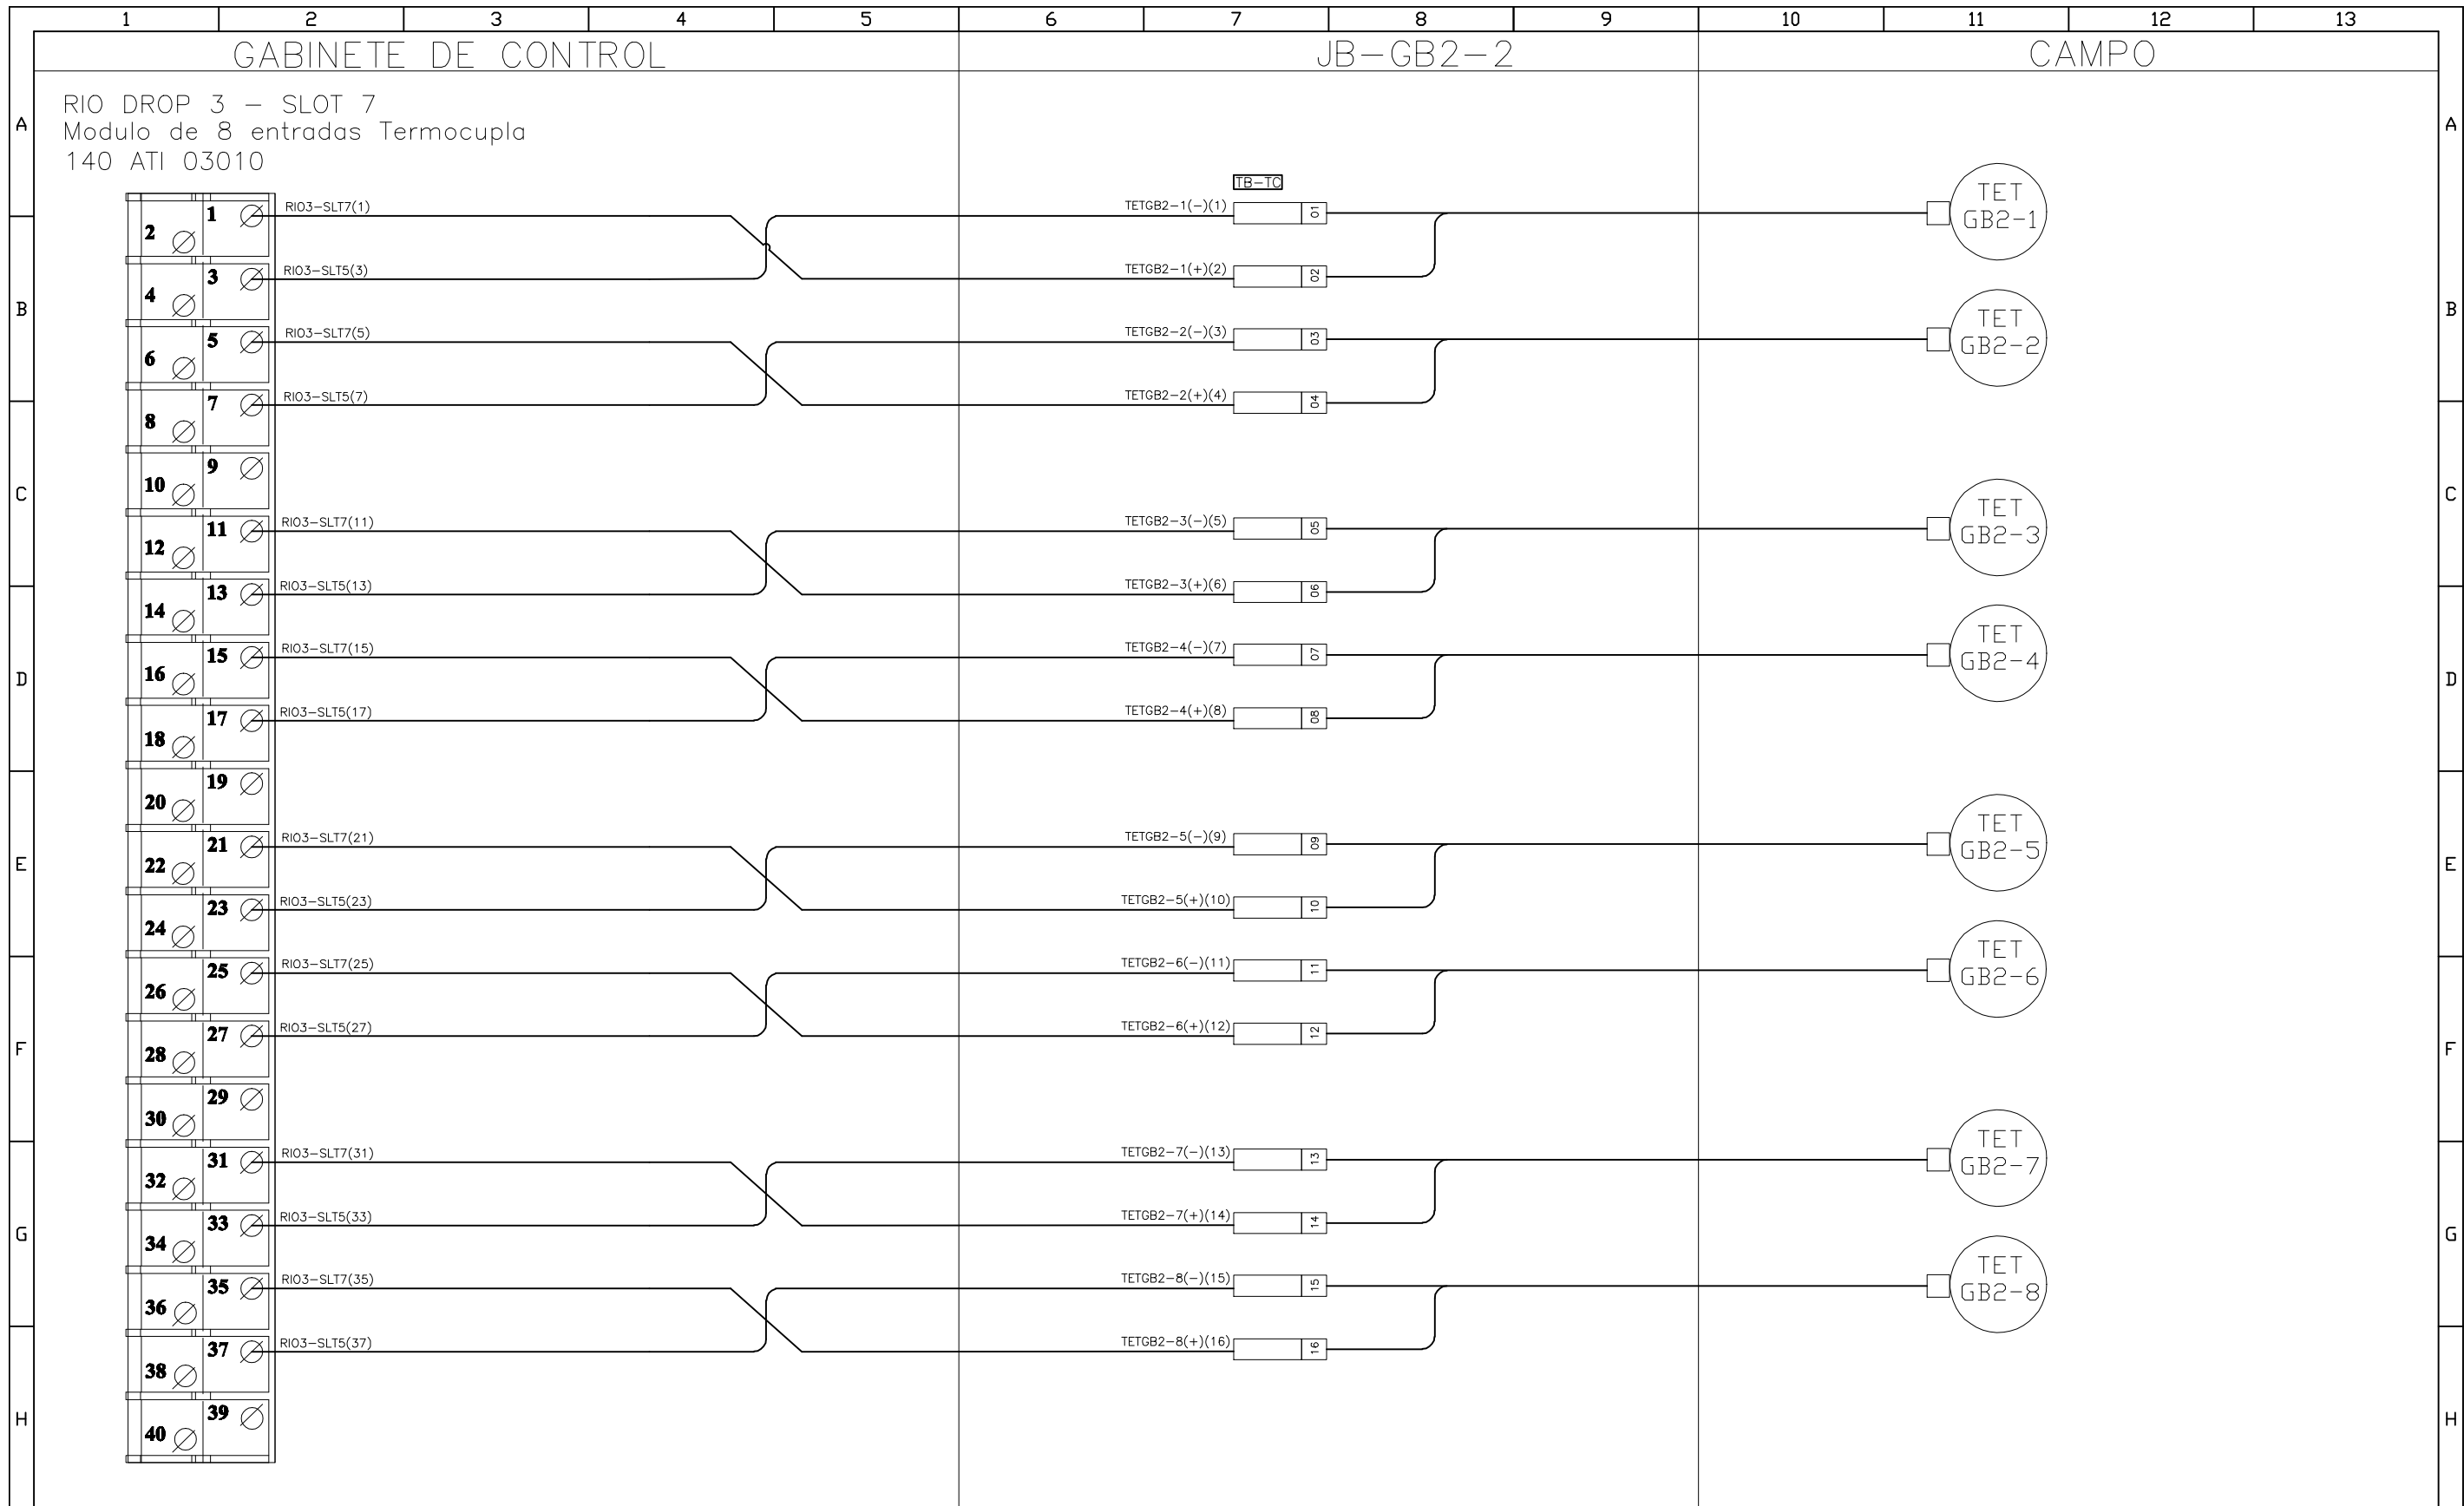 1 2 3 4 5 6 7 8 9 10 11 12 13
GABINETE DE CONTROL JB-GB2-2 CAMPO
RIO DROP 3 - SLOT 7
A Modulo de 8 entradas Termocupla A
140 ATI 03010
TB-TC
TET
1 RIO3-SLT7(1) TETGB2-1(-)(1) 01 GB2-1
2
3 RIO3-SLT5(3) TETGB2-1(+)(2) 02
4
B B
TET
5 RIO3-SLT7(5) TETGB2-2(-)(3) 03 GB2-2
6
7 RIO3-SLT5(7) TETGB2-2(+)(4) 04
8
9
10
C C
TET
11 RIO3-SLT7(11) TETGB2-3(-)(5) 05 GB2-3
12
13 RIO3-SLT5(13) TETGB2-3(+)(6) 06
14
TET
15 RIO3-SLT7(15) TETGB2-4(-)(7) 07 GB2-4
16
D D
17 RIO3-SLT5(17) TETGB2-4(+)(8) 08
18
19
20
TET
21 RIO3-SLT7(21) TETGB2-5(-)(9) 09 GB2-5
22
E E
23 RIO3-SLT5(23) TETGB2-5(+)(10) 10
24
TET
25 RIO3-SLT7(25) TETGB2-6(-)(11) 11 GB2-6
26
27 RIO3-SLT5(27) TETGB2-6(+)(12) 12
28
F F
29
30
TET
31 RIO3-SLT7(31) TETGB2-7(-)(13) 13 GB2-7
32
33 RIO3-SLT5(33) TETGB2-7(+)(14) 14
G G
34
TET
35 RIO3-SLT7(35) TETGB2-8(-)(15) 15 GB2-8
36
37 RIO3-SLT5(37) TETGB2-8(+)(16) 16
38
39
H H
40